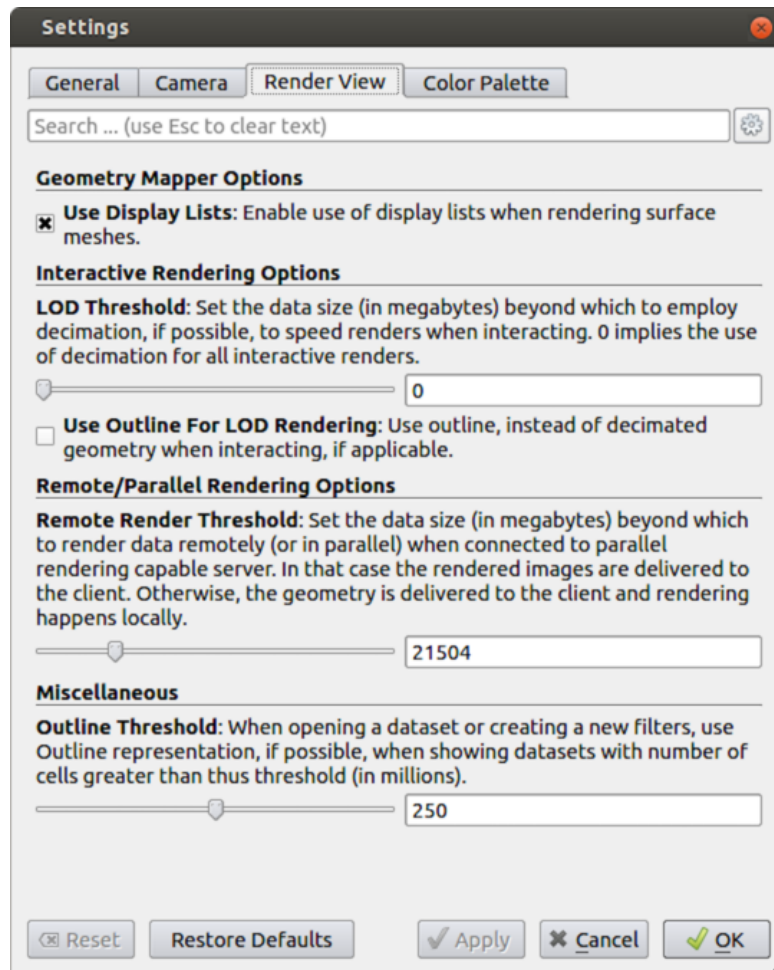 Settings
General
Camera
Render View
Color Palette
Search ... (use Esc to clear text)
Geometry Mapper Options
Use Display Lists: Enable use of display lists when rendering surface
meshes.
Interactive Rendering Options
LOD Threshold: Set the data size (in megabytes) beyond which to employ
decimation, if possible, to speed renders when interacting. 0 implies the use
of decimation for all interactive renders.
0
Use Outline For LOD Rendering: Use outline, instead of decimated
geometry when interacting, if applicable.
Remote/Parallel Rendering Options
Remote Render Threshold: Set the data size (in megabytes) beyond which
to render data remotely (or in parallel) when connected to parallel
rendering capable server. In that case the rendered images are delivered to
the client. Otherwise, the geometry is delivered to the client and rendering
happens locally.
21504
Miscellaneous
Outline Threshold: When opening a dataset or creating a new filters, use
Outline representation, if possible, when showing datasets with number of
cells greater than thus threshold (in millions).
250
Reset
Restore Defaults
Apply
Cancel
OK